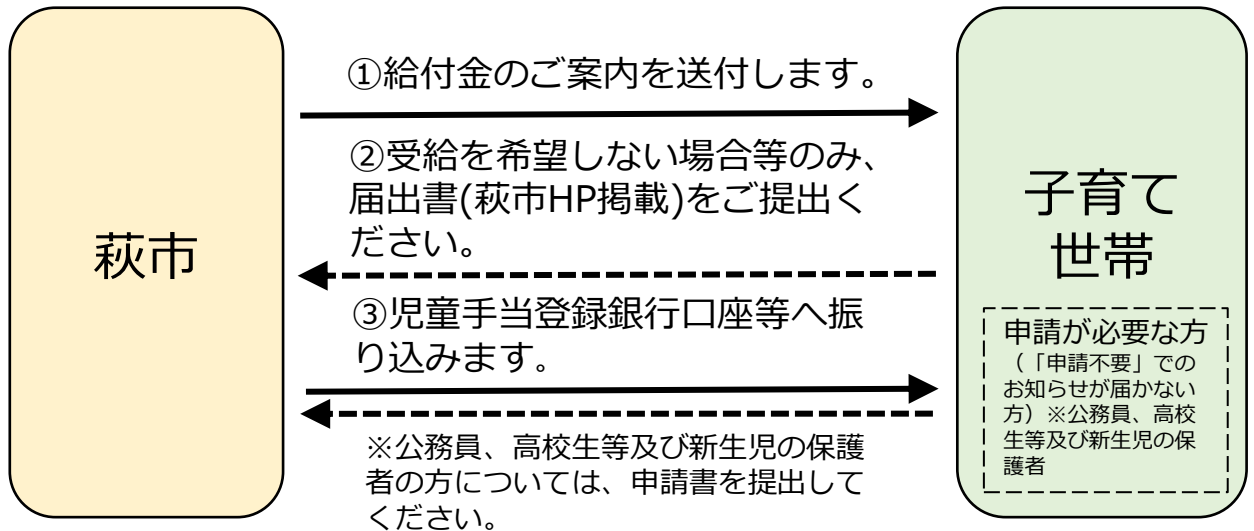 萩市
①給付金のご案内を送付します。
②受給を希望しない場合等のみ、
届出書(萩市HP掲載)をご提出く
ださい。
③児童手当登録銀行口座等へ振
り込みます。
※公務員、高校生等及び新生児の保護
者の方については、申請書を提出して
ください。
子育て
世帯
申請が必要な方
（「申請不要」での
お知らせが届かない
方）※公務員、高校
生等及び新生児の保
護者